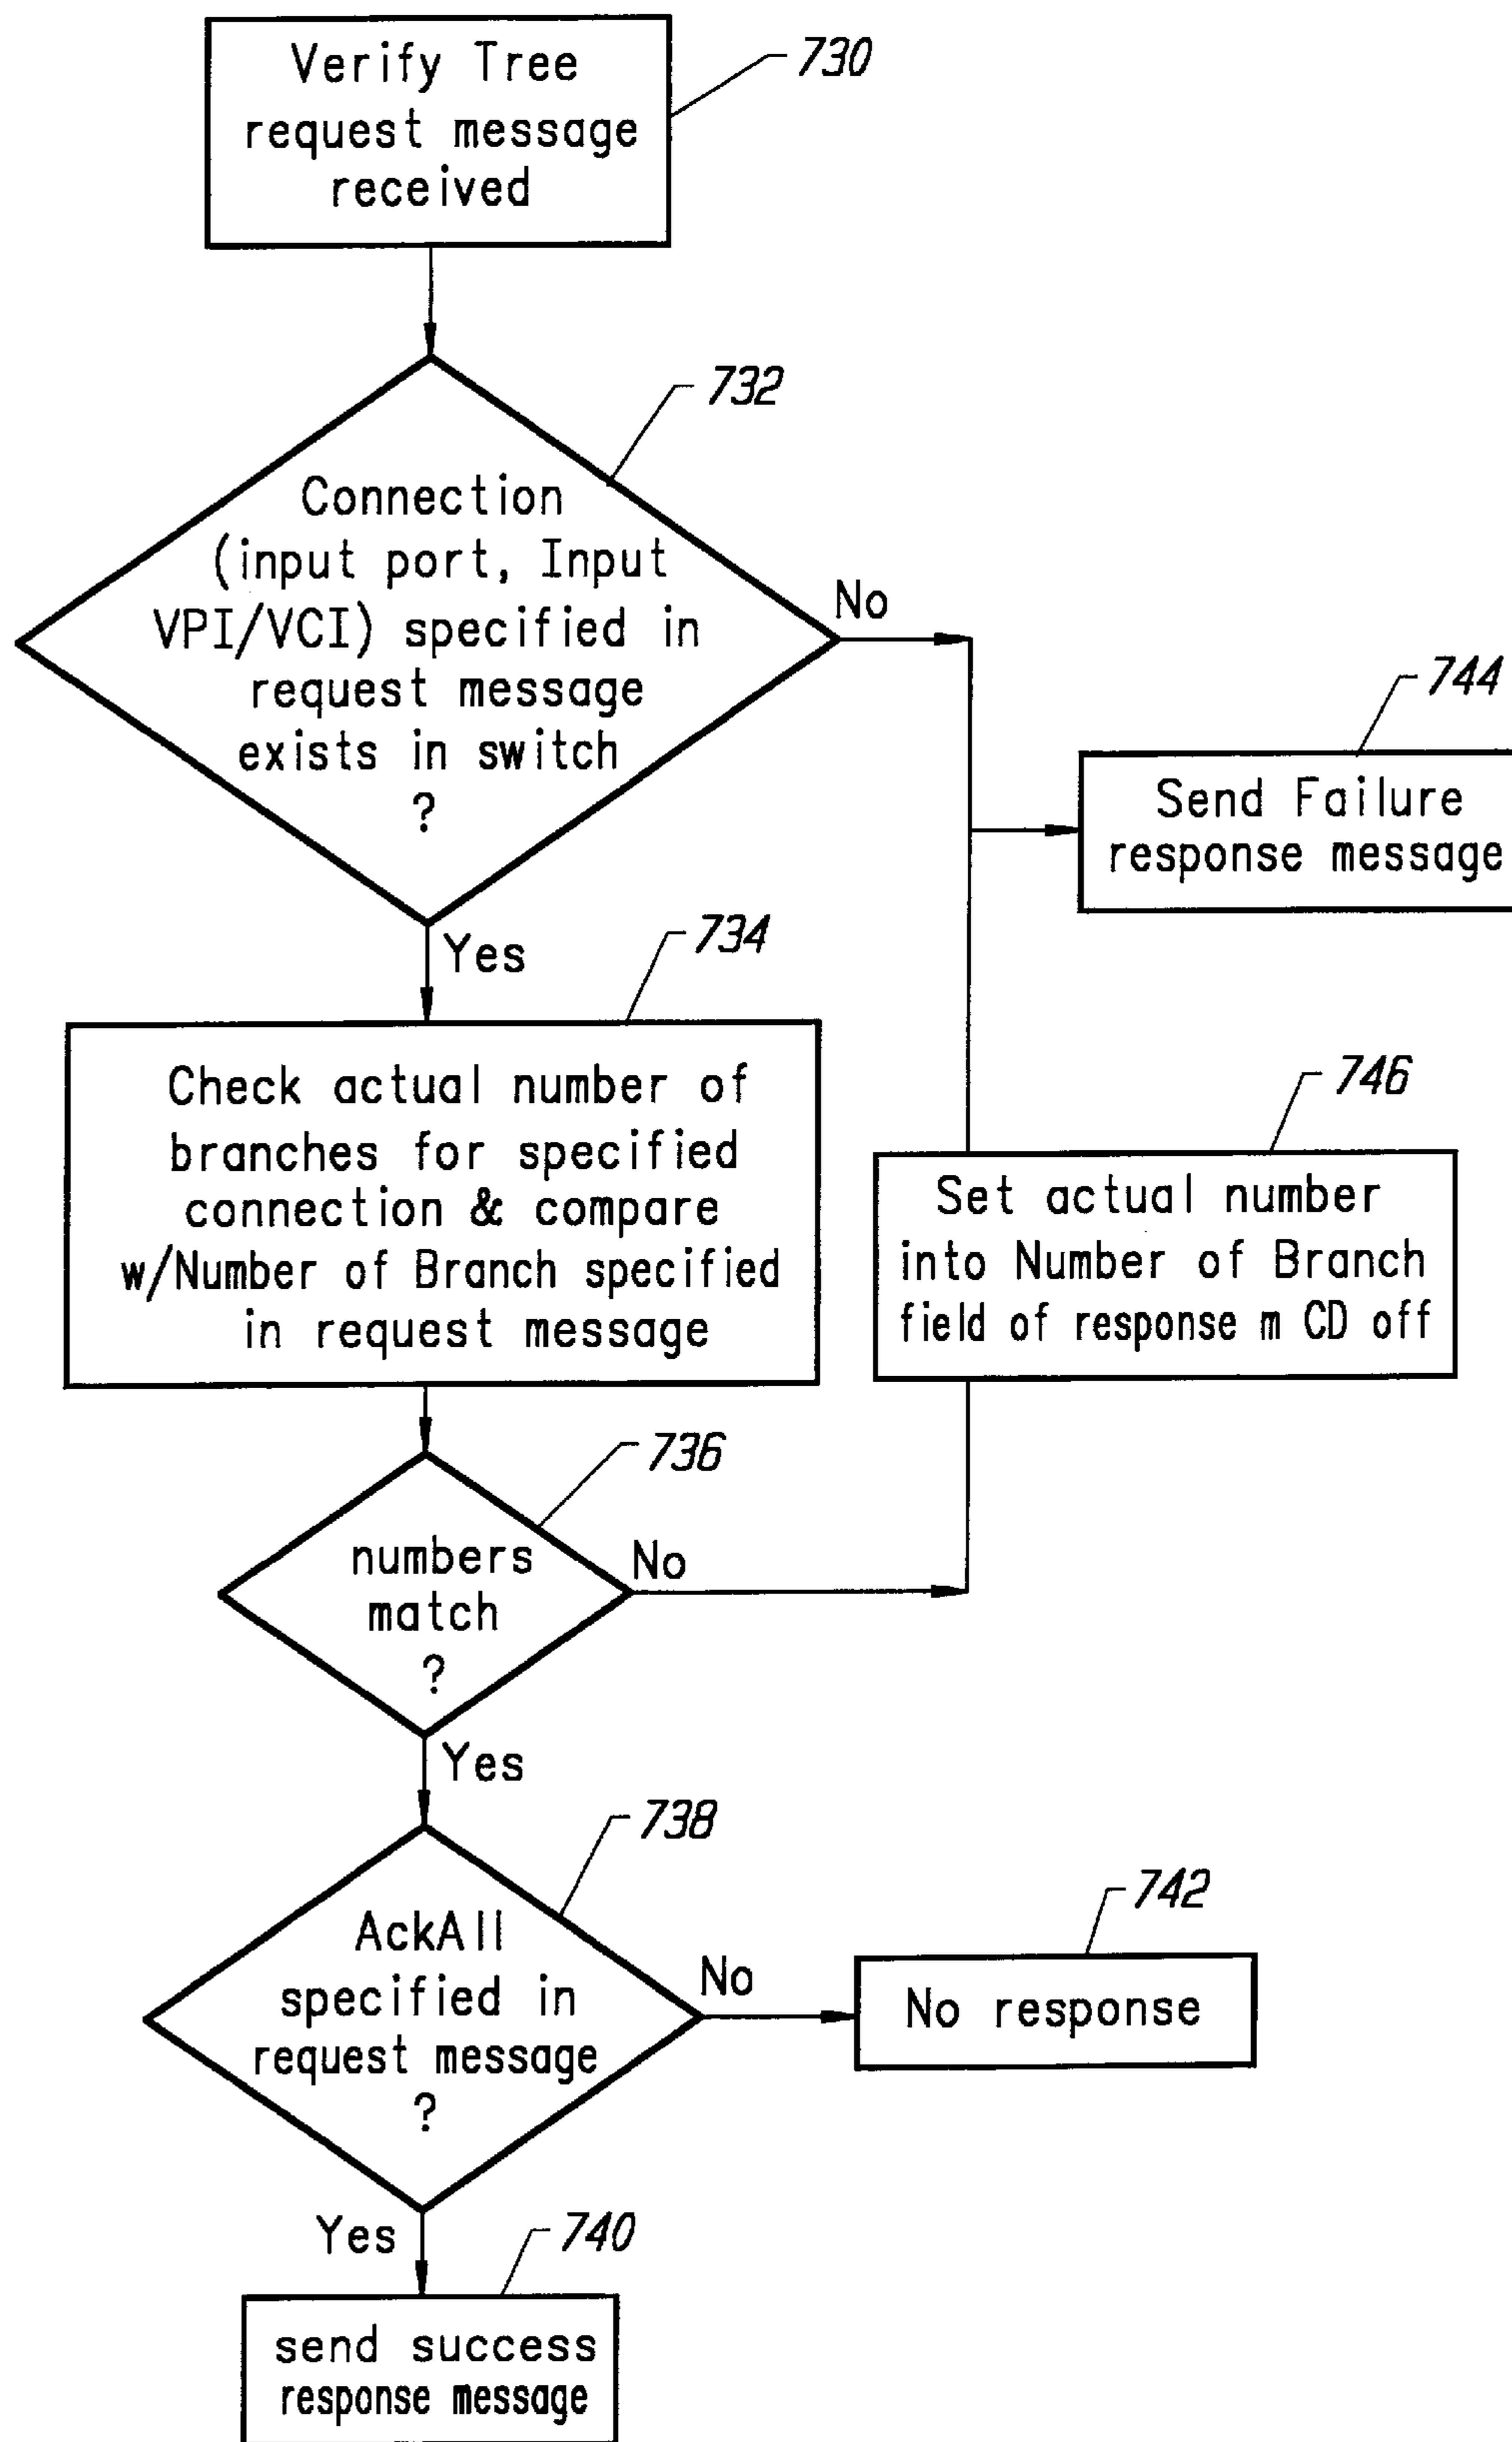 Verify Tree
request message
received
730
732
Connection
(input port, Input
VPI/VCI) specified in
request message
exists in switch
?
No
Yes
744
Send Failure
response message
734
Check actual number of
branches for specified
connection & compare
w/Number of Branch specified
in request message
746
Set actual number
into Number of Branch
field of response m CD off
736
numbers
match
?
No
Yes
738
AckAll
specified in
request message
?
No
742
No response
Yes
740
send success
response message